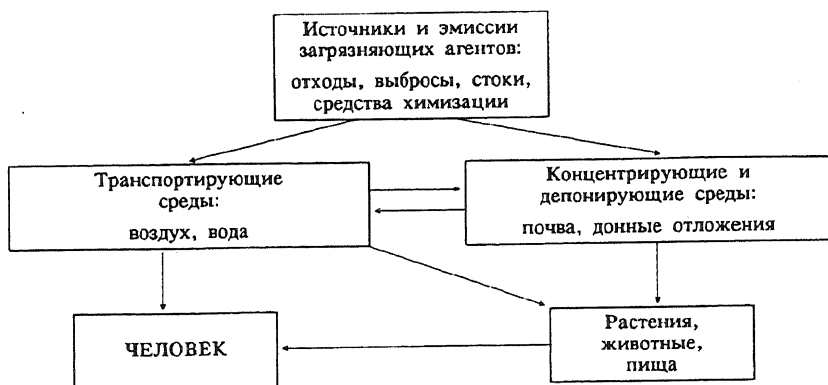 Источники и эмиссии
загрязняющих агентов:
отходы, выбросы, стоки,
средства химизации
Транспортирующие
среды:
воздух, вода
Концентрирующие и
депонирующие среды:
почва, донные отложения
ЧЕЛОВЕК
Растения,
животные,
пища